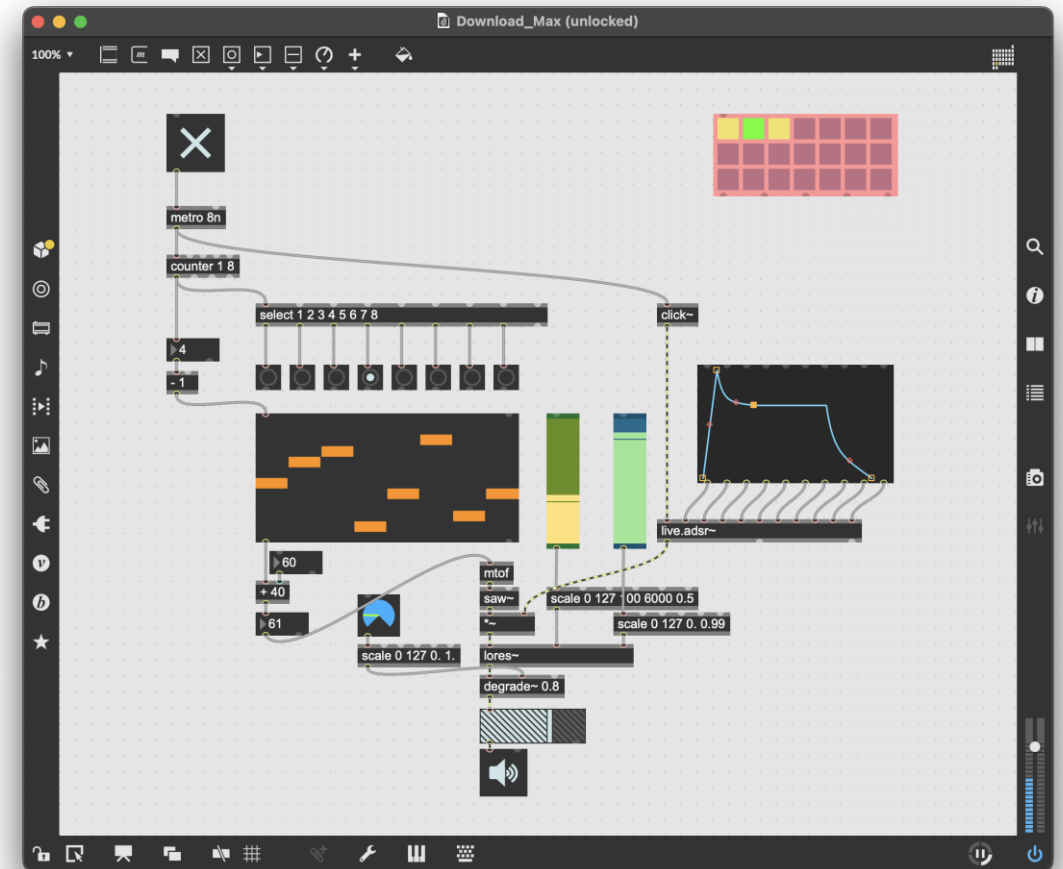 Download_Max (unlocked)
100%
metro 8n
counter 1 8
select 1 2 3 4 5 6 7 8
click~
4
- 1
live.adsr~
60
mtof
+ 40
saw~
scale 0 127 100 6000 0.5
61
*~
scale 0 127 0. 0.99
scale 0 127 0. 1.
lores~
degrade~ 0.8